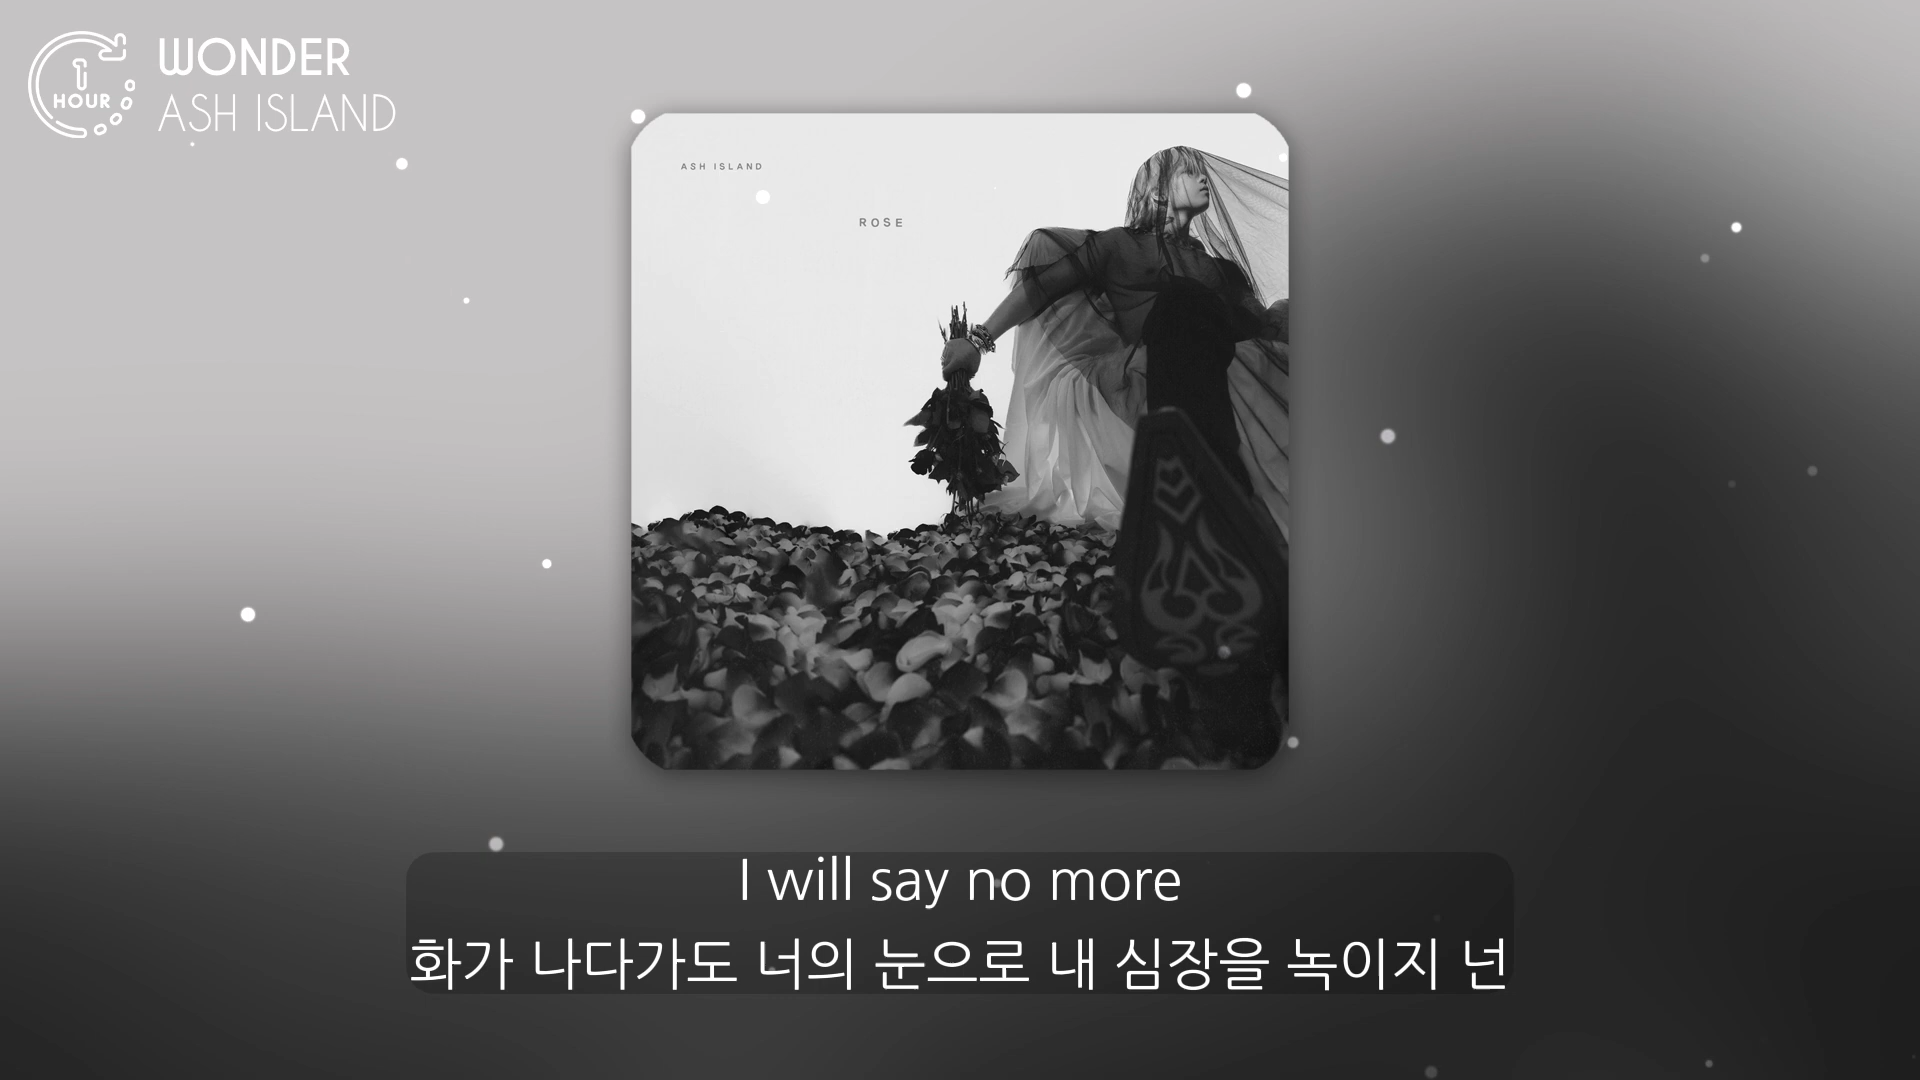 1
HOUR
WONDER
ASH ISLAND
ASH ISLAND
ROSE
I will say no more
화가 나다가도 너의 눈으로 내 심장을 녹이지 넌